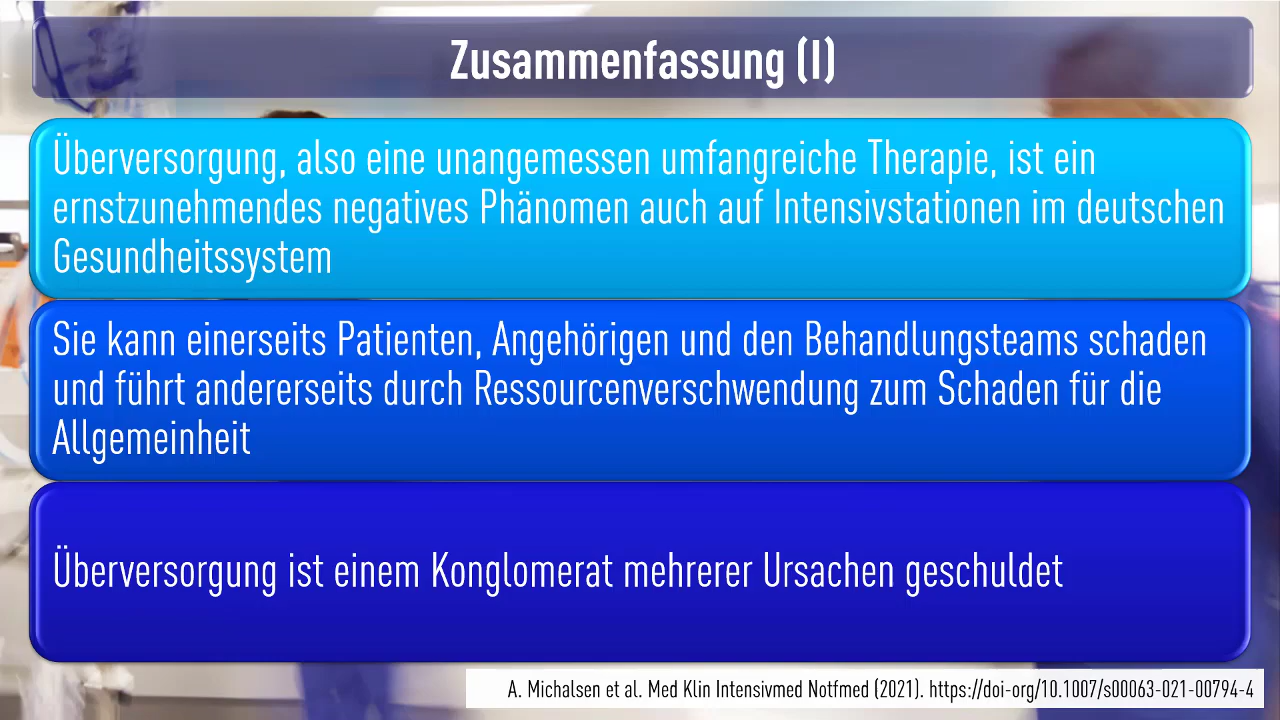 Zusammenfassung (I)
Überversorgung, also eine unangemessen umfangreiche Therapie, ist ein
ernstzunehmendes negatives Phänomen auch auf Intensivstationen im deutschen
Gesundheitssystem
Sie kann einerseits Patienten, Angehörigen und den Behandlungsteams schaden
und führt andererseits durch Ressourcenverschwendung zum Schaden für die
Allgemeinheit
Überversorgung ist einem Konglomerat mehrerer Ursachen geschuldet
A. Michalsen et al. Med Klin Intensivmed Notfmed (2021). https://doi-org/10.1007/s00063-021-00794-4